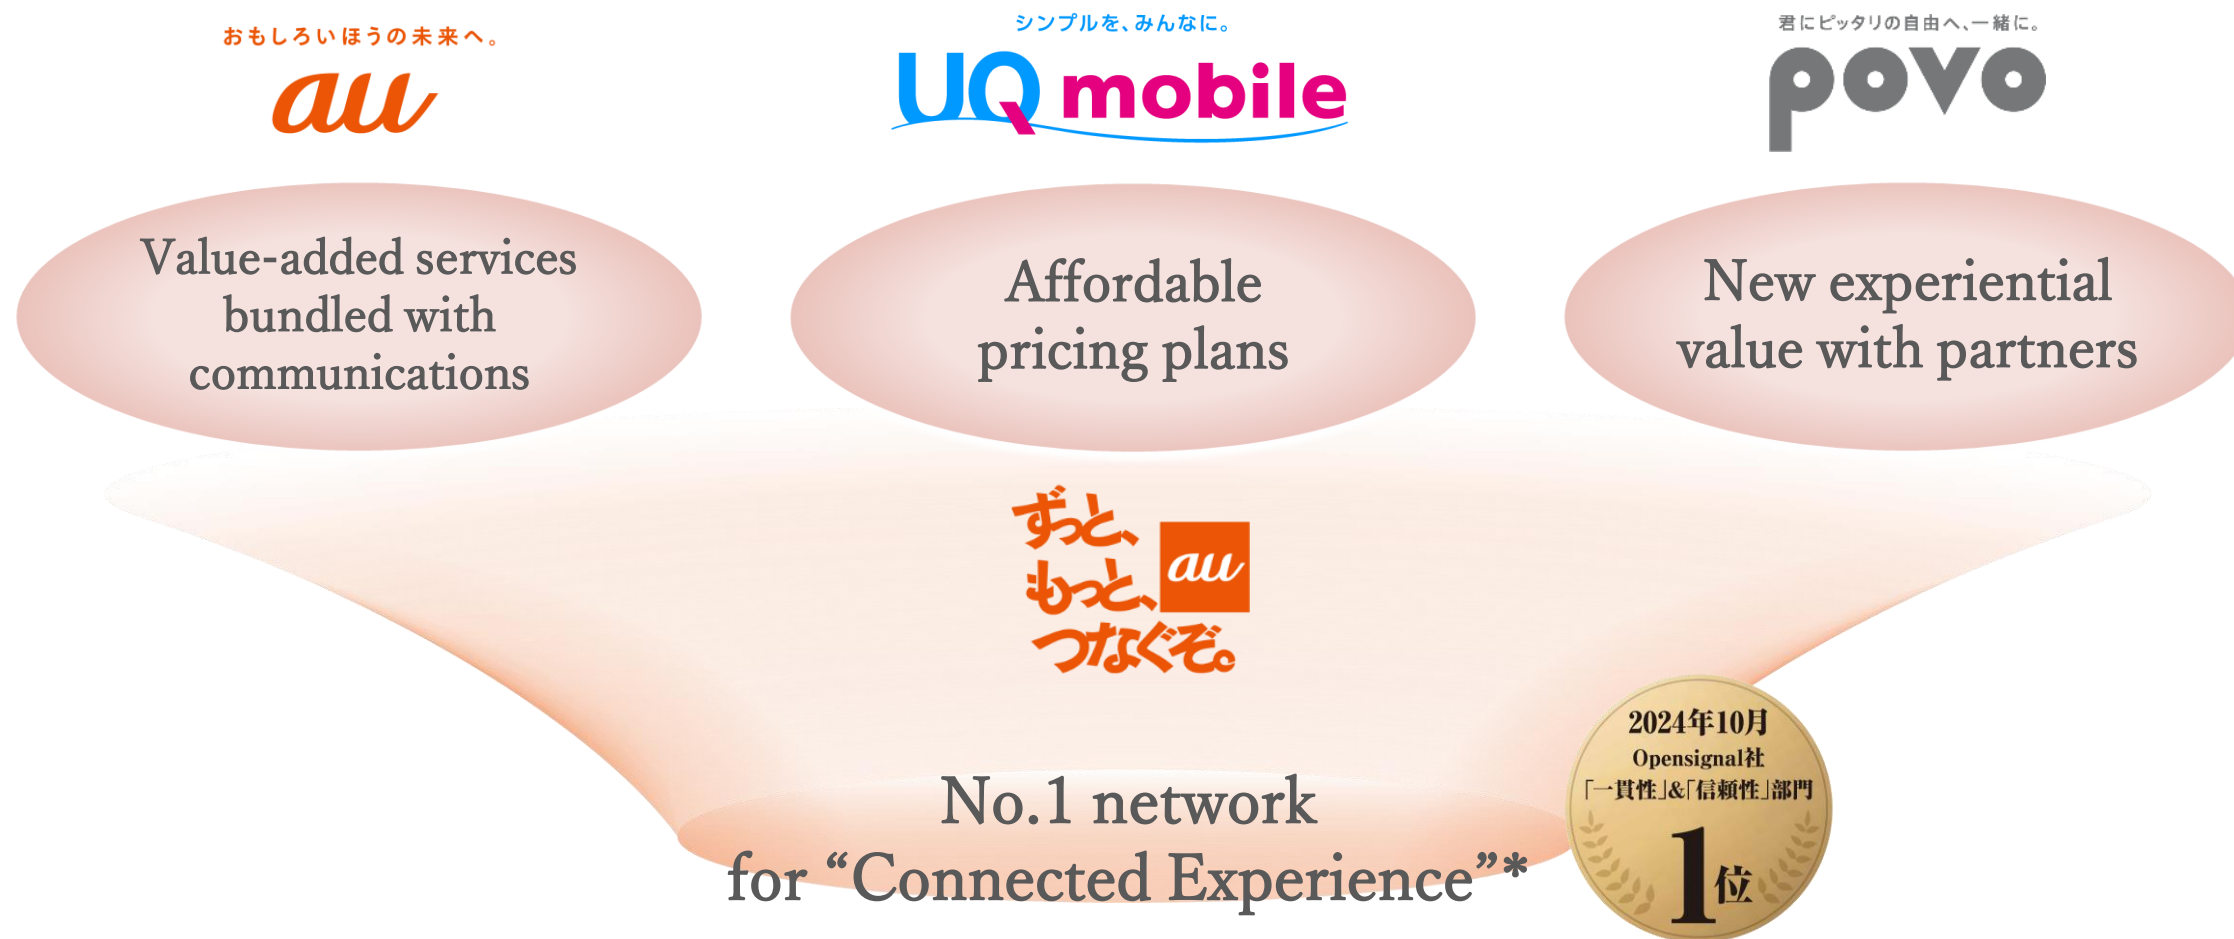 おもしろいほうの未来へ。
au
シンプルを、みんなに。
UQ mobile
君にピッタリの自由へ、一緒に。
povo
Value-added services
bundled with
communications
Affordable
pricing plans
New experiential
value with partners
ずっと、
もっと、
au
つなぐぞ。
No.1 network
for “Connected Experience”*
2024年10月
Opensignal社
「一貫性」&「信頼性」部門
1位